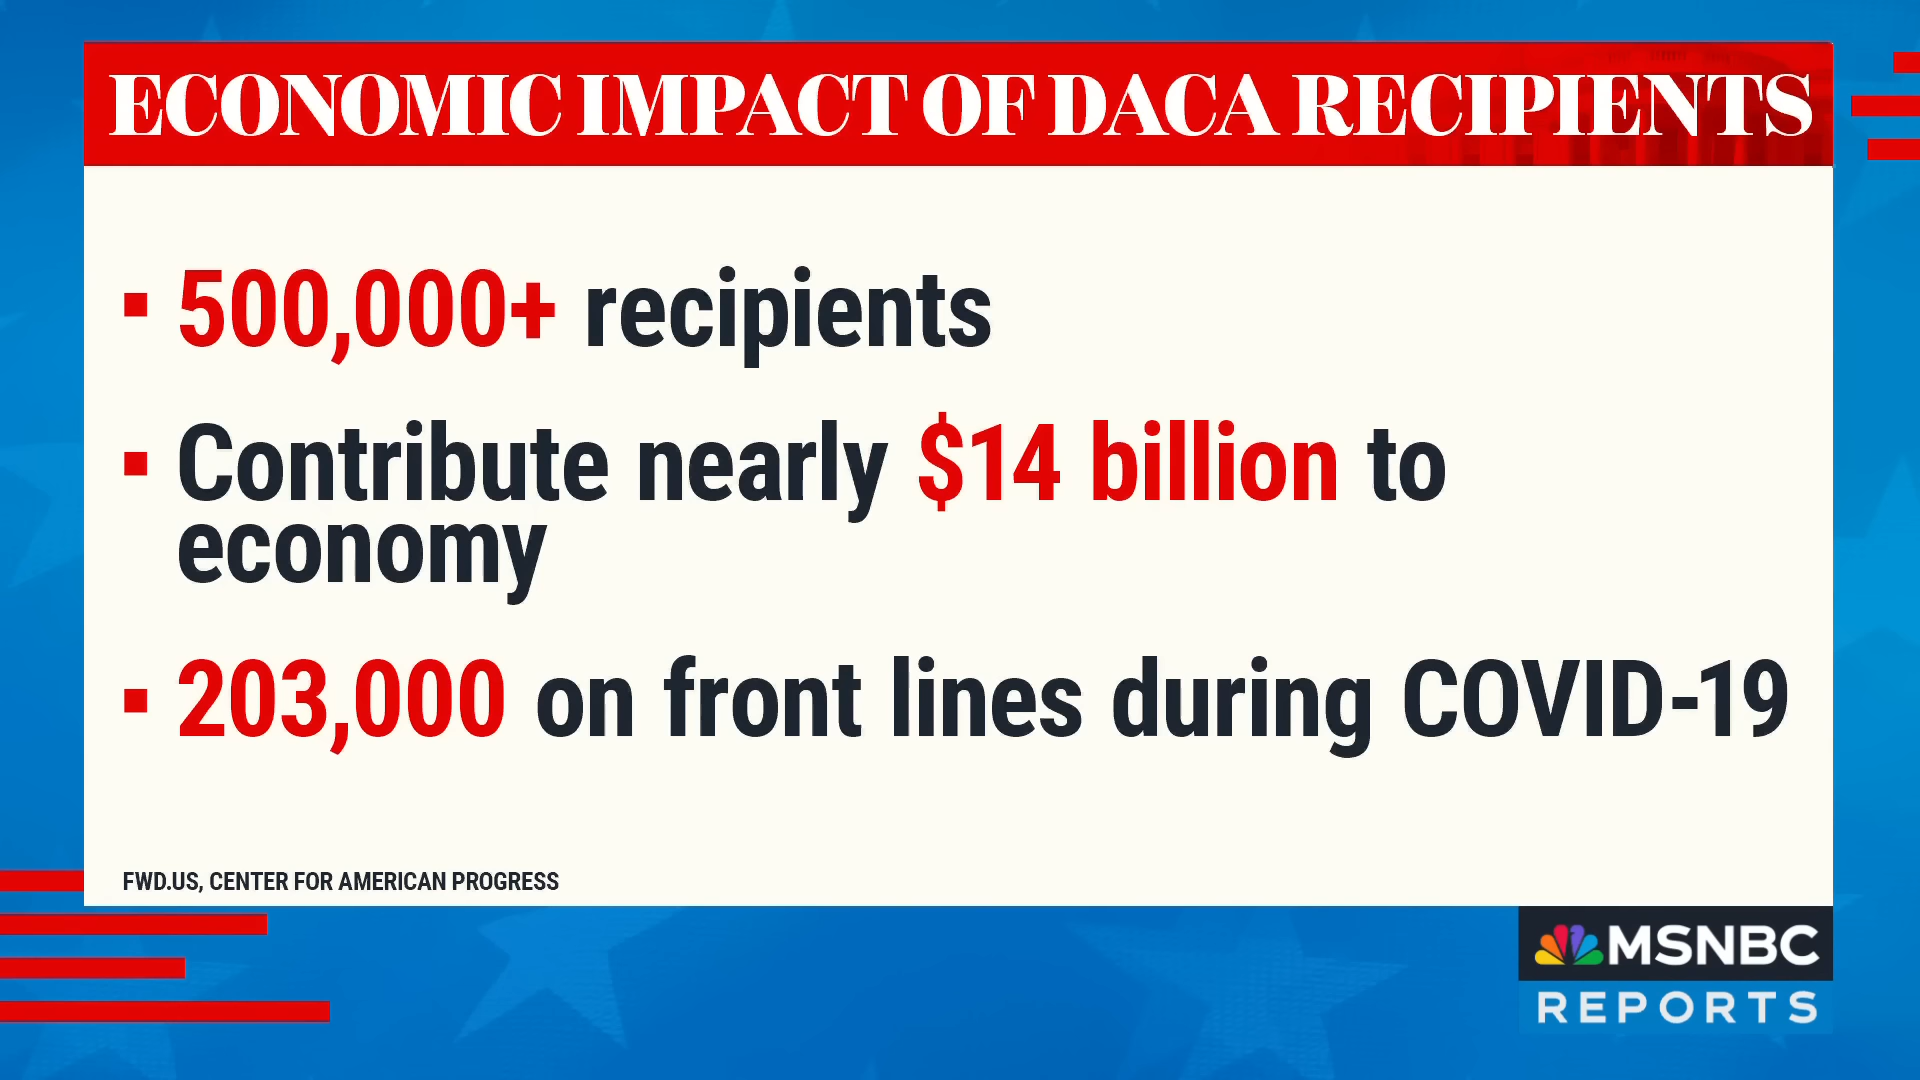 ECONOMIC IMPACT OF DACA RECIPIENTS
500,000+ recipients
Contribute nearly $14 billion to
economy
203,000 on front lines during COVID-19
FWD.US, CENTER FOR AMERICAN PROGRESS
MSNBC
REPORTS